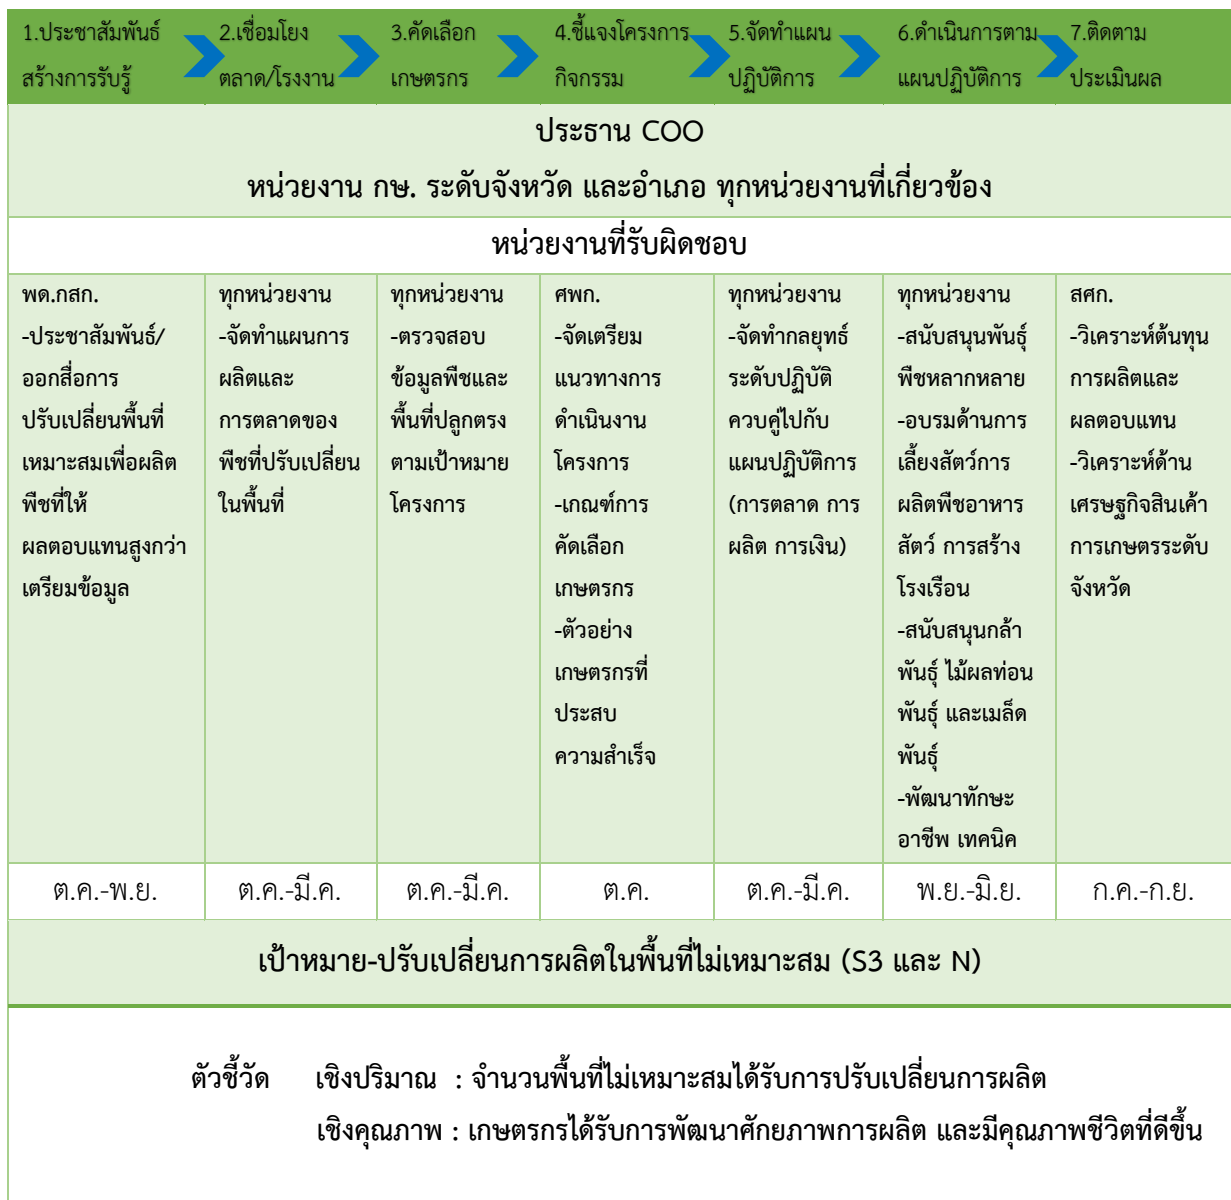 1.ประชาสัมพันธ์
สร้างการรับรู้
2.เชื่อมโยง
ตลาด/โรงงาน
3.คัดเลือก
เกษตรกร
4.ชี้แจงโครงการ
กิจกรรม
5.จัดทำแผน
ปฏิบัติการ
6.ดำเนินการตาม
แผนปฏิบัติการ
7.ติดตาม
ประเมินผล
ประธาน COO
หน่วยงาน กษ. ระดับจังหวัด และอำเภอ ทุกหน่วยงานที่เกี่ยวข้อง
หน่วยงานที่รับผิดชอบ
พด.กสก.
-ประชาสัมพันธ์/
ออกสื่อการ
ปรับเปลี่ยนพื้นที่
เหมาะสมเพื่อผลิต
พืชที่ให้
ผลตอบแทนสูงกว่า
เตรียมข้อมูล
ทุกหน่วยงาน
-จัดทำแผนการ
ผลิตและ
การตลาดของ
พืชที่ปรับเปลี่ยน
ในพื้นที่
ทุกหน่วยงาน
-ตรวจสอบ
ข้อมูลพืชและ
พื้นที่ปลูกตรง
ตามเป้าหมาย
โครงการ
ศพก.
-จัดเตรียม
แนวทางการ
ดำเนินงาน
โครงการ
-เกณฑ์การ
คัดเลือก
เกษตรกร
-ตัวอย่าง
เกษตรกรที่
ประสบ
ความสำเร็จ
ทุกหน่วยงาน
-จัดทำกลยุทธ์
ระดับปฏิบัติ
ควบคู่ไปกับ
แผนปฏิบัติการ
(การตลาด การ
ผลิต การเงิน)
ทุกหน่วยงาน
-สนับสนุนพันธุ์
พืชหลากหลาย
-อบรมด้านการ
เลี้ยงสัตว์การ
ผลิตพืชอาหาร
สัตว์ การสร้าง
โรงเรือน
-สนับสนุนกล้า
พันธุ์ ไม้ผลท่อน
พันธุ์ และเมล็ด
พันธุ์
-พัฒนาทักษะ
อาชีพ เทคนิค
สศก.
-วิเคราะห์ต้นทุน
การผลิตและ
ผลตอบแทน
-วิเคราะห์ด้าน
เศรษฐกิจสินเค้า
การเกษตรระดับ
จังหวัด
ต.ค.-พ.ย.
ต.ค.-มี.ค.
ต.ค.-มี.ค.
ต.ค.
ต.ค.-มี.ค.
พ.ย.-มิ.ย.
ก.ค.-ก.ย.
เป้าหมาย-ปรับเปลี่ยนการผลิตในพื้นที่ไม่เหมาะสม (S3 และ N)
ตัวชี้วัด เชิงปริมาณ : จำนวนพื้นที่ไม่เหมาะสมได้รับการปรับเปลี่ยนการผลิต
เชิงคุณภาพ : เกษตรกรได้รับการพัฒนาศักยภาพการผลิต และมีคุณภาพชีวิตที่ดีขึ้น